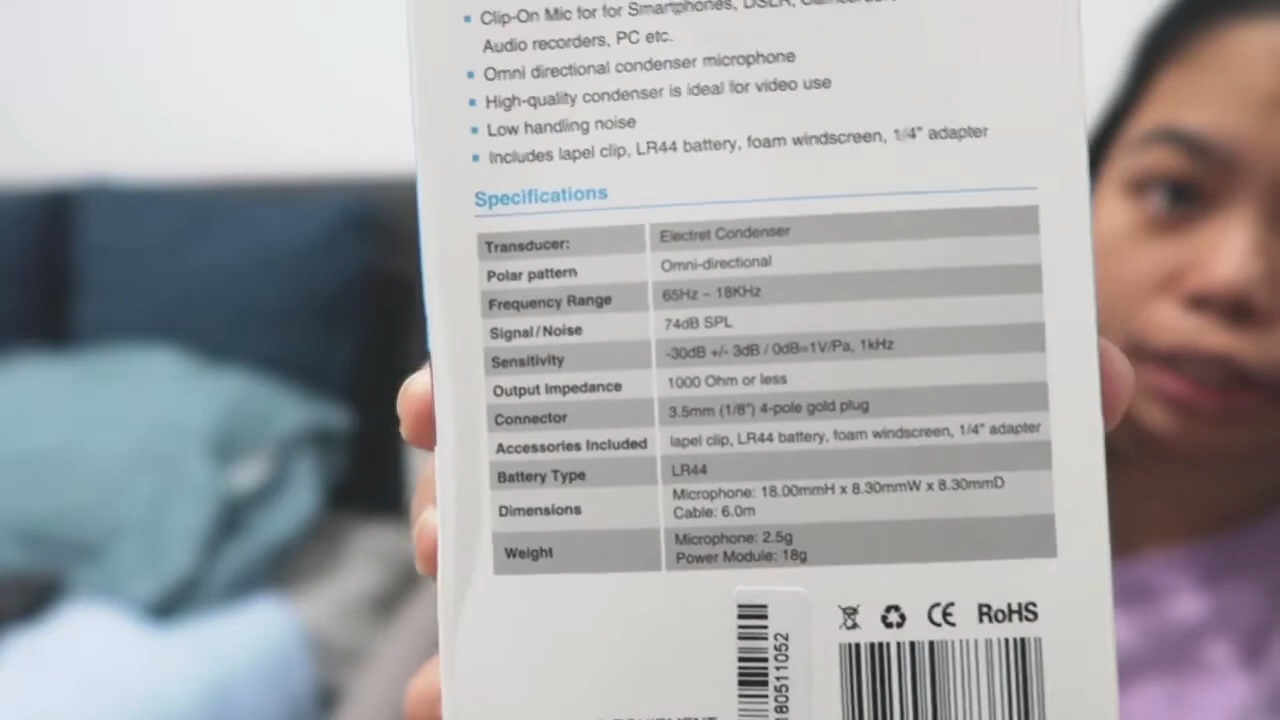 Clip-On Mic for for Smartphones, DSLR,
Audio recorders, PC etc.
Omni directional condenser microphone
High-quality condenser is ideal for video use
Low handling noise
Includes lapel clip, LR44 battery, foam windscreen, 1/4" adapter
Specifications
Transducer: Electret Condenser
Polar pattern Omni-directional
Frequency Range 65Hz - 18KHz
Signal/Noise 74dB SPL
Sensitivity -30dB +/- 3dB / 0dB=1V/Pa, 1kHz
Output Impedance 1000 Ohm or less
Connector 3.5mm (1/8") 4-pole gold plug
Accessories Included lapel clip, LR44 battery, foam windscreen, 1/4" adapter
Battery Type LR44
Dimensions Microphone: 18.00mmH x 8.30mmW x 8.30mmD
Cable: 6.0m
Weight Microphone: 2.5g
Power Module: 18g
CE RoHS
180511052